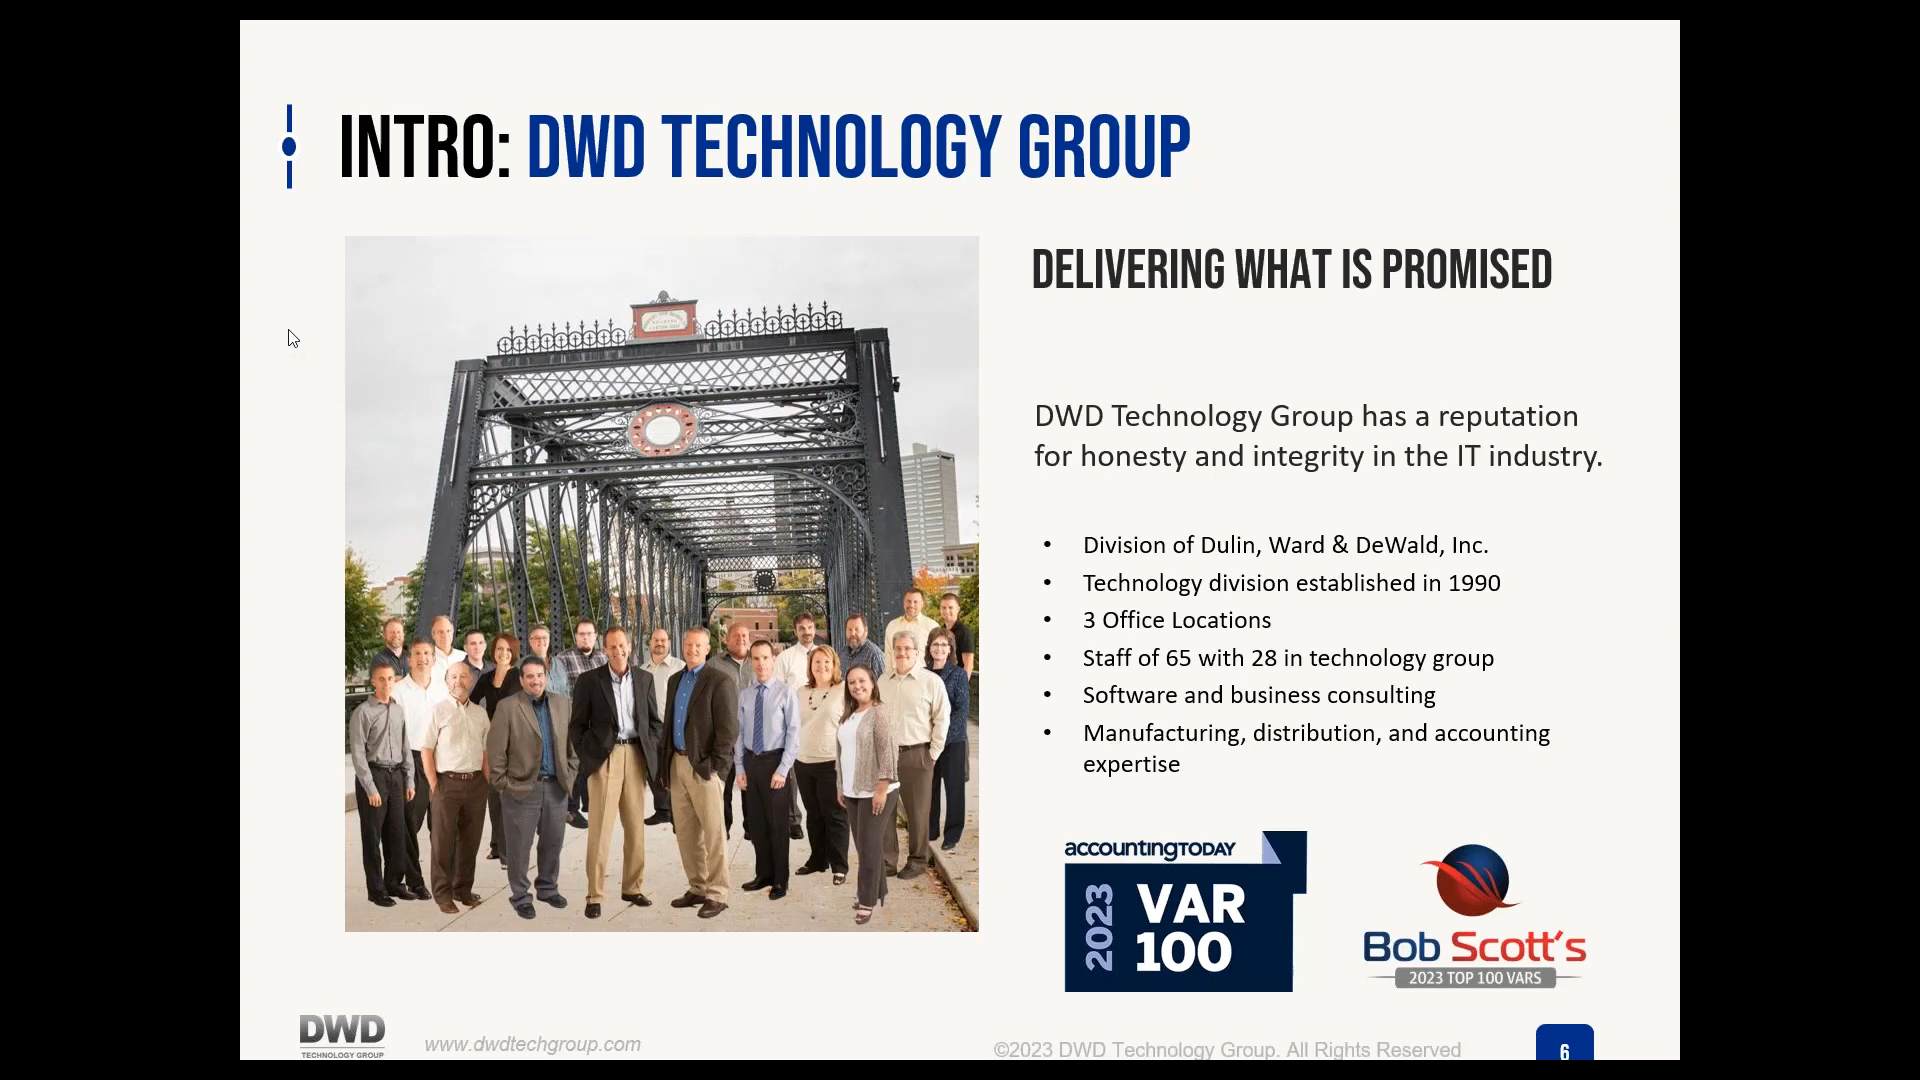 INTRO: DWD TECHNOLOGY GROUP
DELIVERING WHAT IS PROMISED
DWD Technology Group has a reputation
for honesty and integrity in the IT industry.
• Division of Dulin, Ward & DeWald, Inc.
• Technology division established in 1990
• 3 Office Locations
• Staff of 65 with 28 in technology group
• Software and business consulting
• Manufacturing, distribution, and accounting
expertise
accountingTODAY
2023
VAR
100
Bob Scott's
2023 TOP 100 VARS
DWD
TECHNOLOGY GROUP
www.dwdtechgroup.com
©2023 DWD Technology Group. All Rights Reserved
6